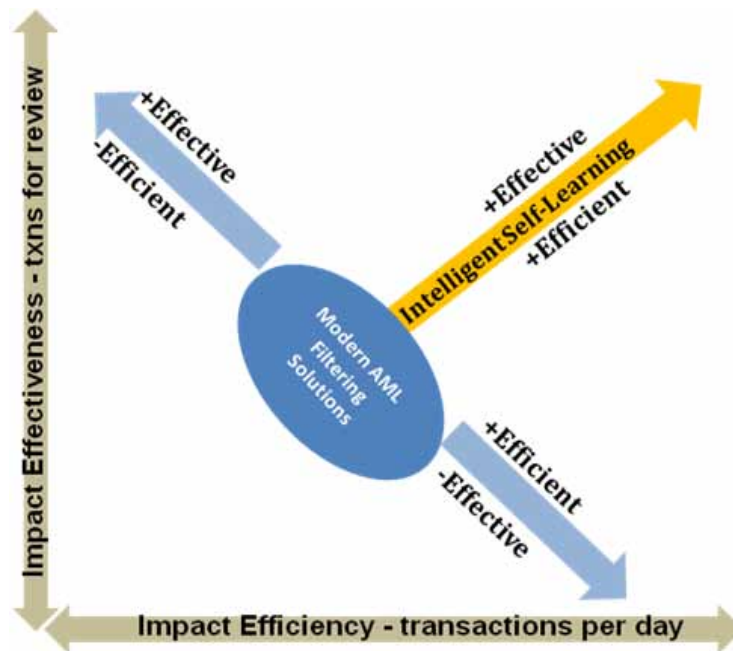 Impact Effectiveness - txns for review
+Effective
-Efficient
+Effective
Intelligent Self-Learning
+Efficient
Modern AML
Filtering
Solutions
+Efficient
-Effective
Impact Efficiency - transactions per day